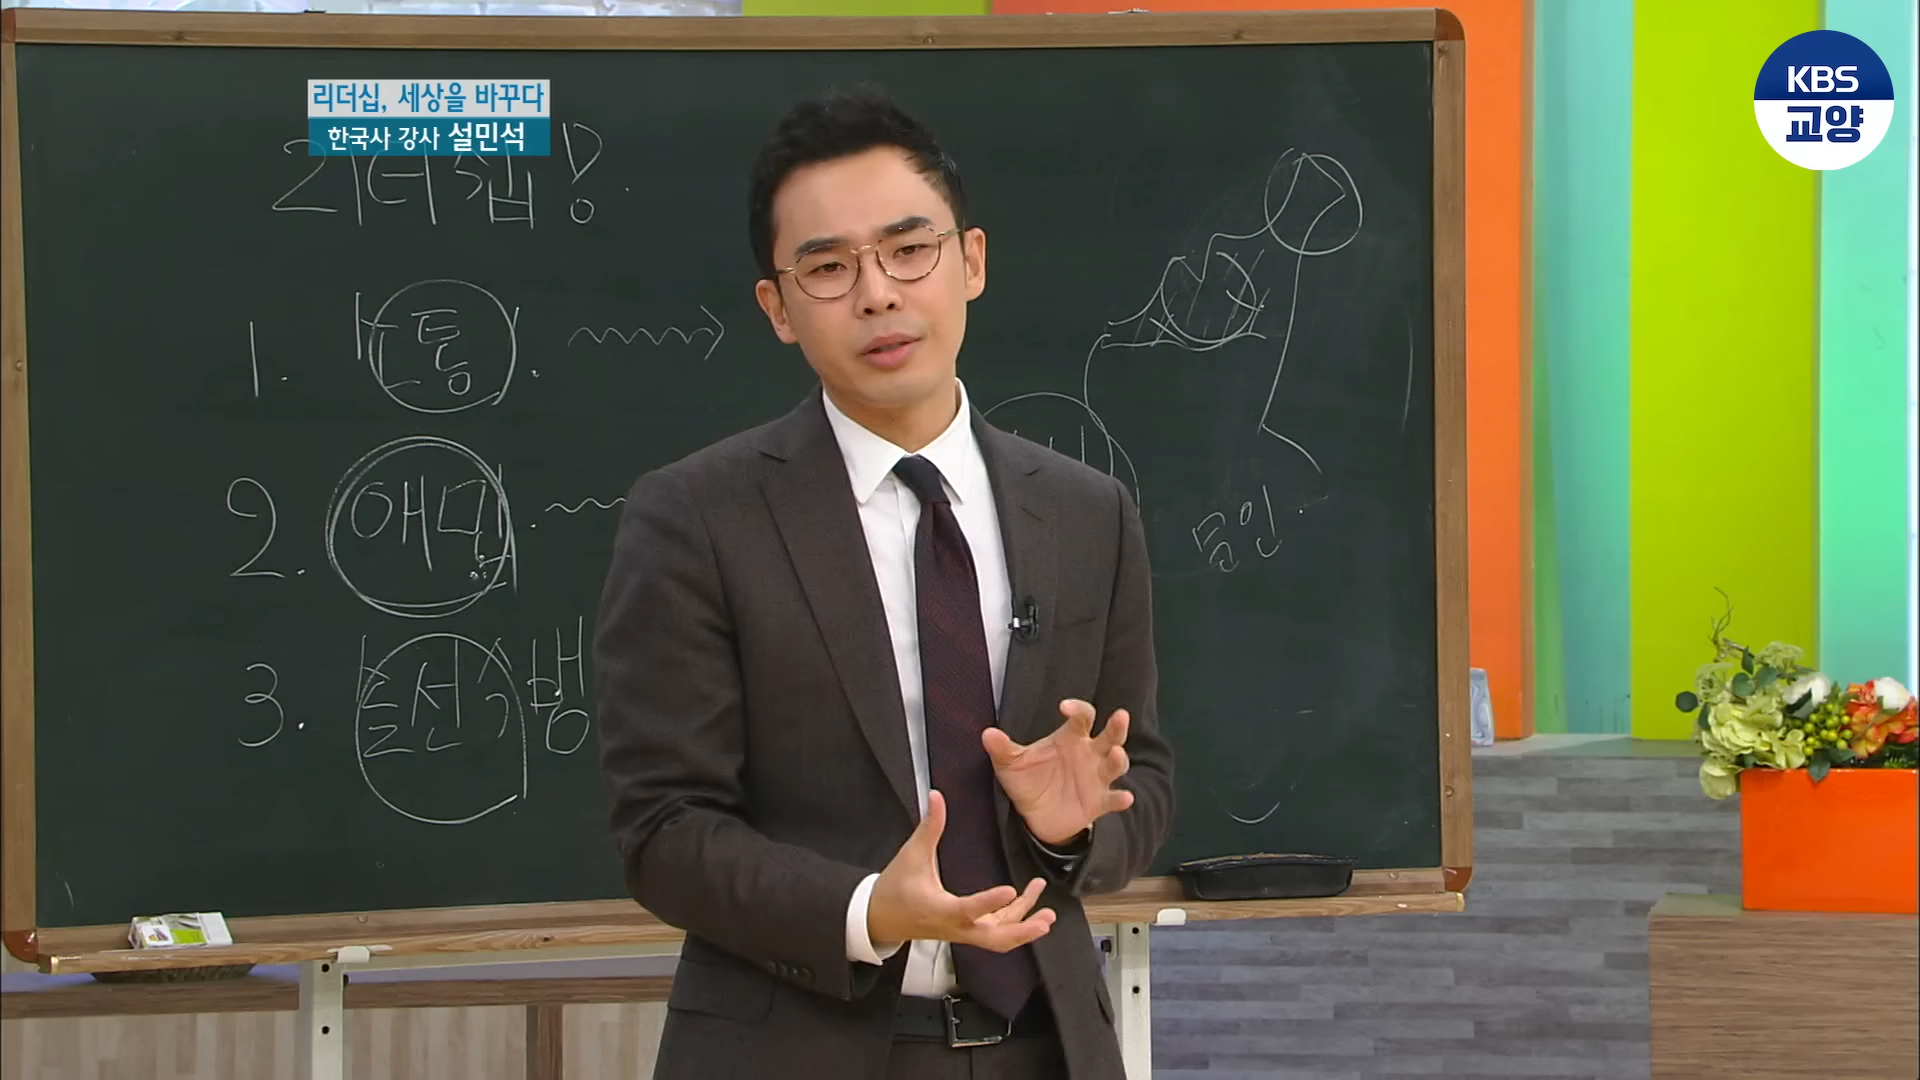 리더십, 세상을 바꾸다
한국사 강사 설민석
KBS
교양
리더십!
1. 소통.
2. 애민.
3. 솔선수범